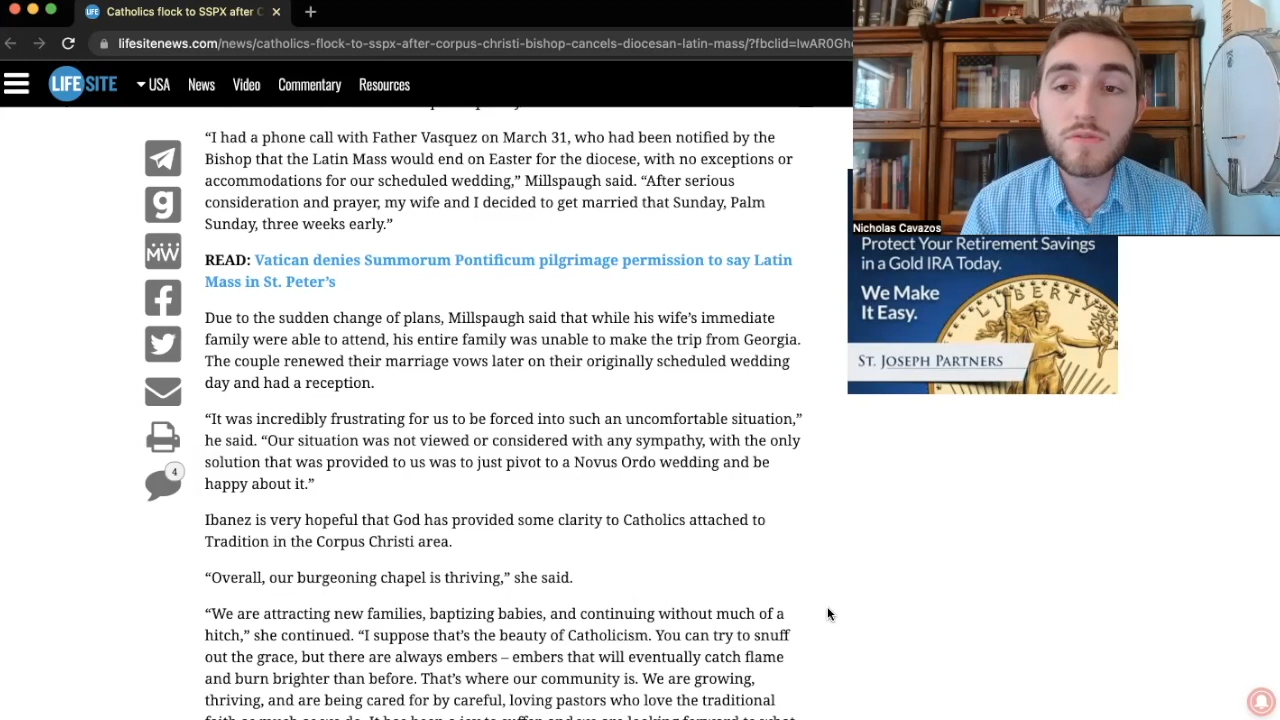 Catholics flock to SSPX after C
lifesitenews.com/news/catholics-flock-to-sspx-after-corpus-christi-bishop-cancels-diocesan-latin-mass/?fbclid=IwAR0Gh
LIFESITE
USA
News
Video
Commentary
Resources
“I had a phone call with Father Vasquez on March 31, who had been notified by the
Bishop that the Latin Mass would end on Easter for the diocese, with no exceptions or
accommodations for our scheduled wedding,” Millspaugh said. “After serious
consideration and prayer, my wife and I decided to get married that Sunday, Palm
Sunday, three weeks early.”
READ: Vatican denies Summorum Pontificum pilgrimage permission to say Latin
Mass in St. Peter’s
Due to the sudden change of plans, Millspaugh said that while his wife’s immediate
family were able to attend, his entire family was unable to make the trip from Georgia.
The couple renewed their marriage vows later on their originally scheduled wedding
day and had a reception.
“It was incredibly frustrating for us to be forced into such an uncomfortable situation,”
he said. “Our situation was not viewed or considered with any sympathy, with the only
solution that was provided to us was to just pivot to a Novus Ordo wedding and be
happy about it.”
Ibanez is very hopeful that God has provided some clarity to Catholics attached to
Tradition in the Corpus Christi area.
“Overall, our burgeoning chapel is thriving,” she said.
“We are attracting new families, baptizing babies, and continuing without much of a
hitch,” she continued. “I suppose that’s the beauty of Catholicism. You can try to snuff
out the grace, but there are always embers – embers that will eventually catch flame
and burn brighter than before. That’s where our community is. We are growing,
thriving, and are being cared for by careful, loving pastors who love the traditional
g
MW
4
Nicholas Cavazos
Protect Your Retirement Savings
in a Gold IRA Today.
We Make
It Easy.
LIBERTY
ST. JOSEPH PARTNERS